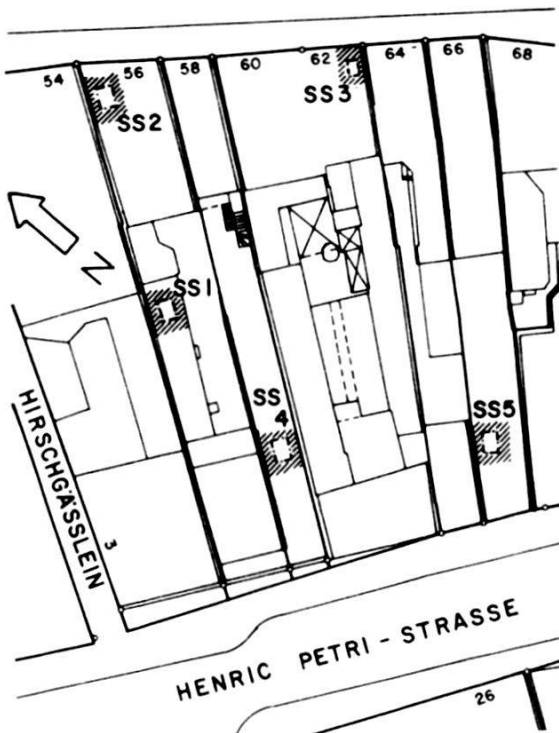 54
56
58
60
62
64
66
68
SS2
SS3
N
SS1
SS
4
SS5
HIRSCHGÄSSLEIN
3
HENRIC PETRI-STRASSE
26